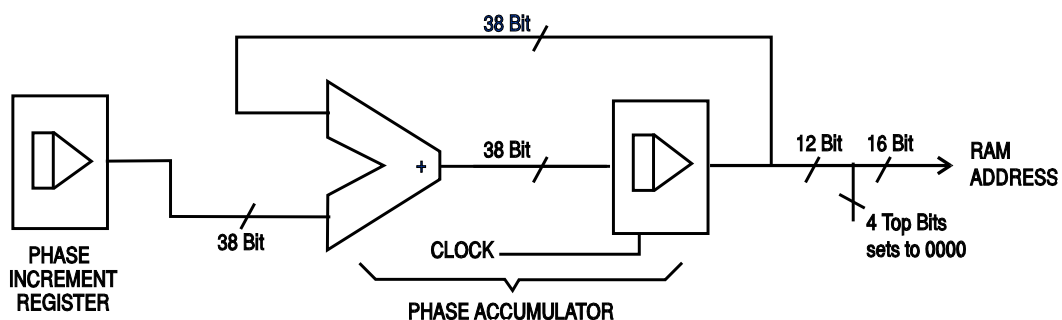 38 Bit
12 Bit
16 Bit
38 Bit
+
RAM
ADDRESS
38 Bit
4 Top Bits
sets to 0000
CLOCK
PHASE
INCREMENT
REGISTER
PHASE ACCUMULATOR